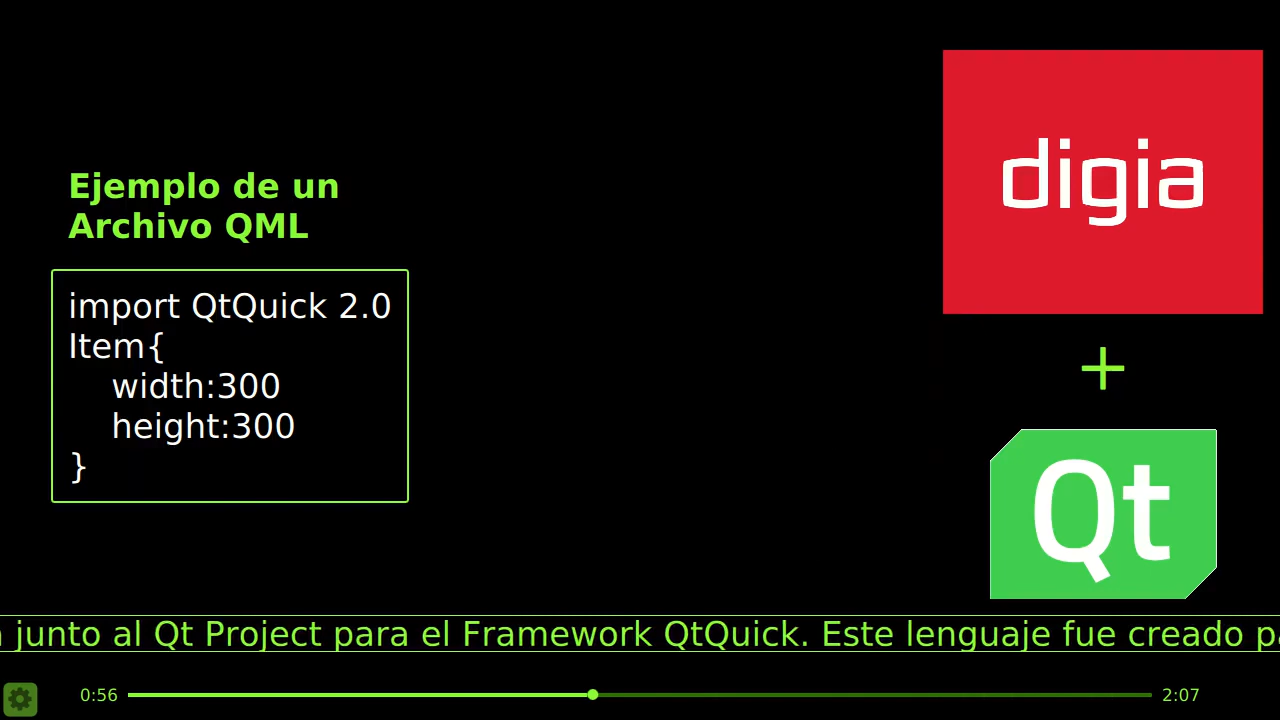 digia
Ejemplo de un
Archivo QML
import QtQuick 2.0
Item{
    width:300
    height:300
}
+
Qt
junto al Qt Project para el Framework QtQuick. Este lenguaje fue creado
0:56
2:07